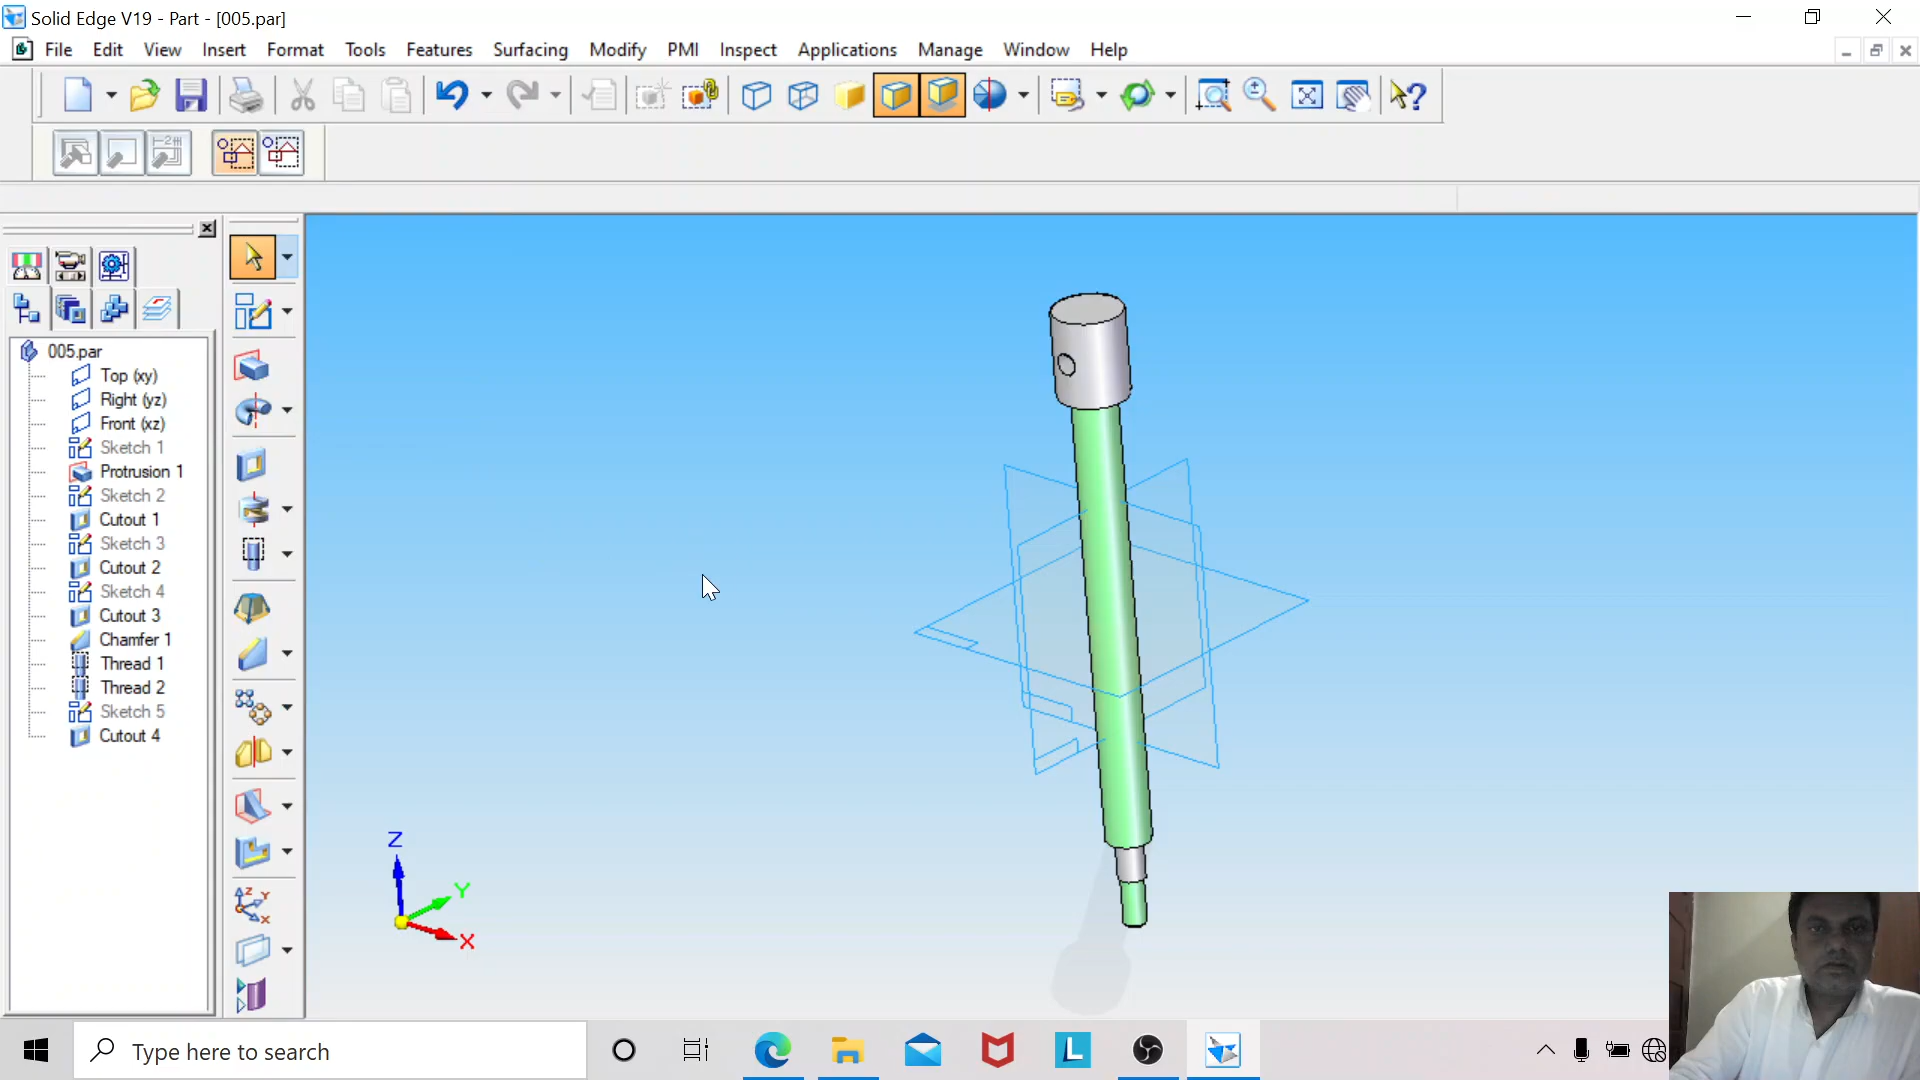 Solid Edge V19 - Part - [005.par]
File Edit View Insert Format Tools Features Surfacing Modify PMI Inspect Applications Manage Window Help
005.par
Top (xy)
Right (yz)
Front (xz)
Sketch 1
Protrusion 1
Sketch 2
Cutout 1
Sketch 3
Cutout 2
Sketch 4
Cutout 3
Chamfer 1
Thread 1
Thread 2
Sketch 5
Cutout 4
Z
Y
X
Type here to search
L